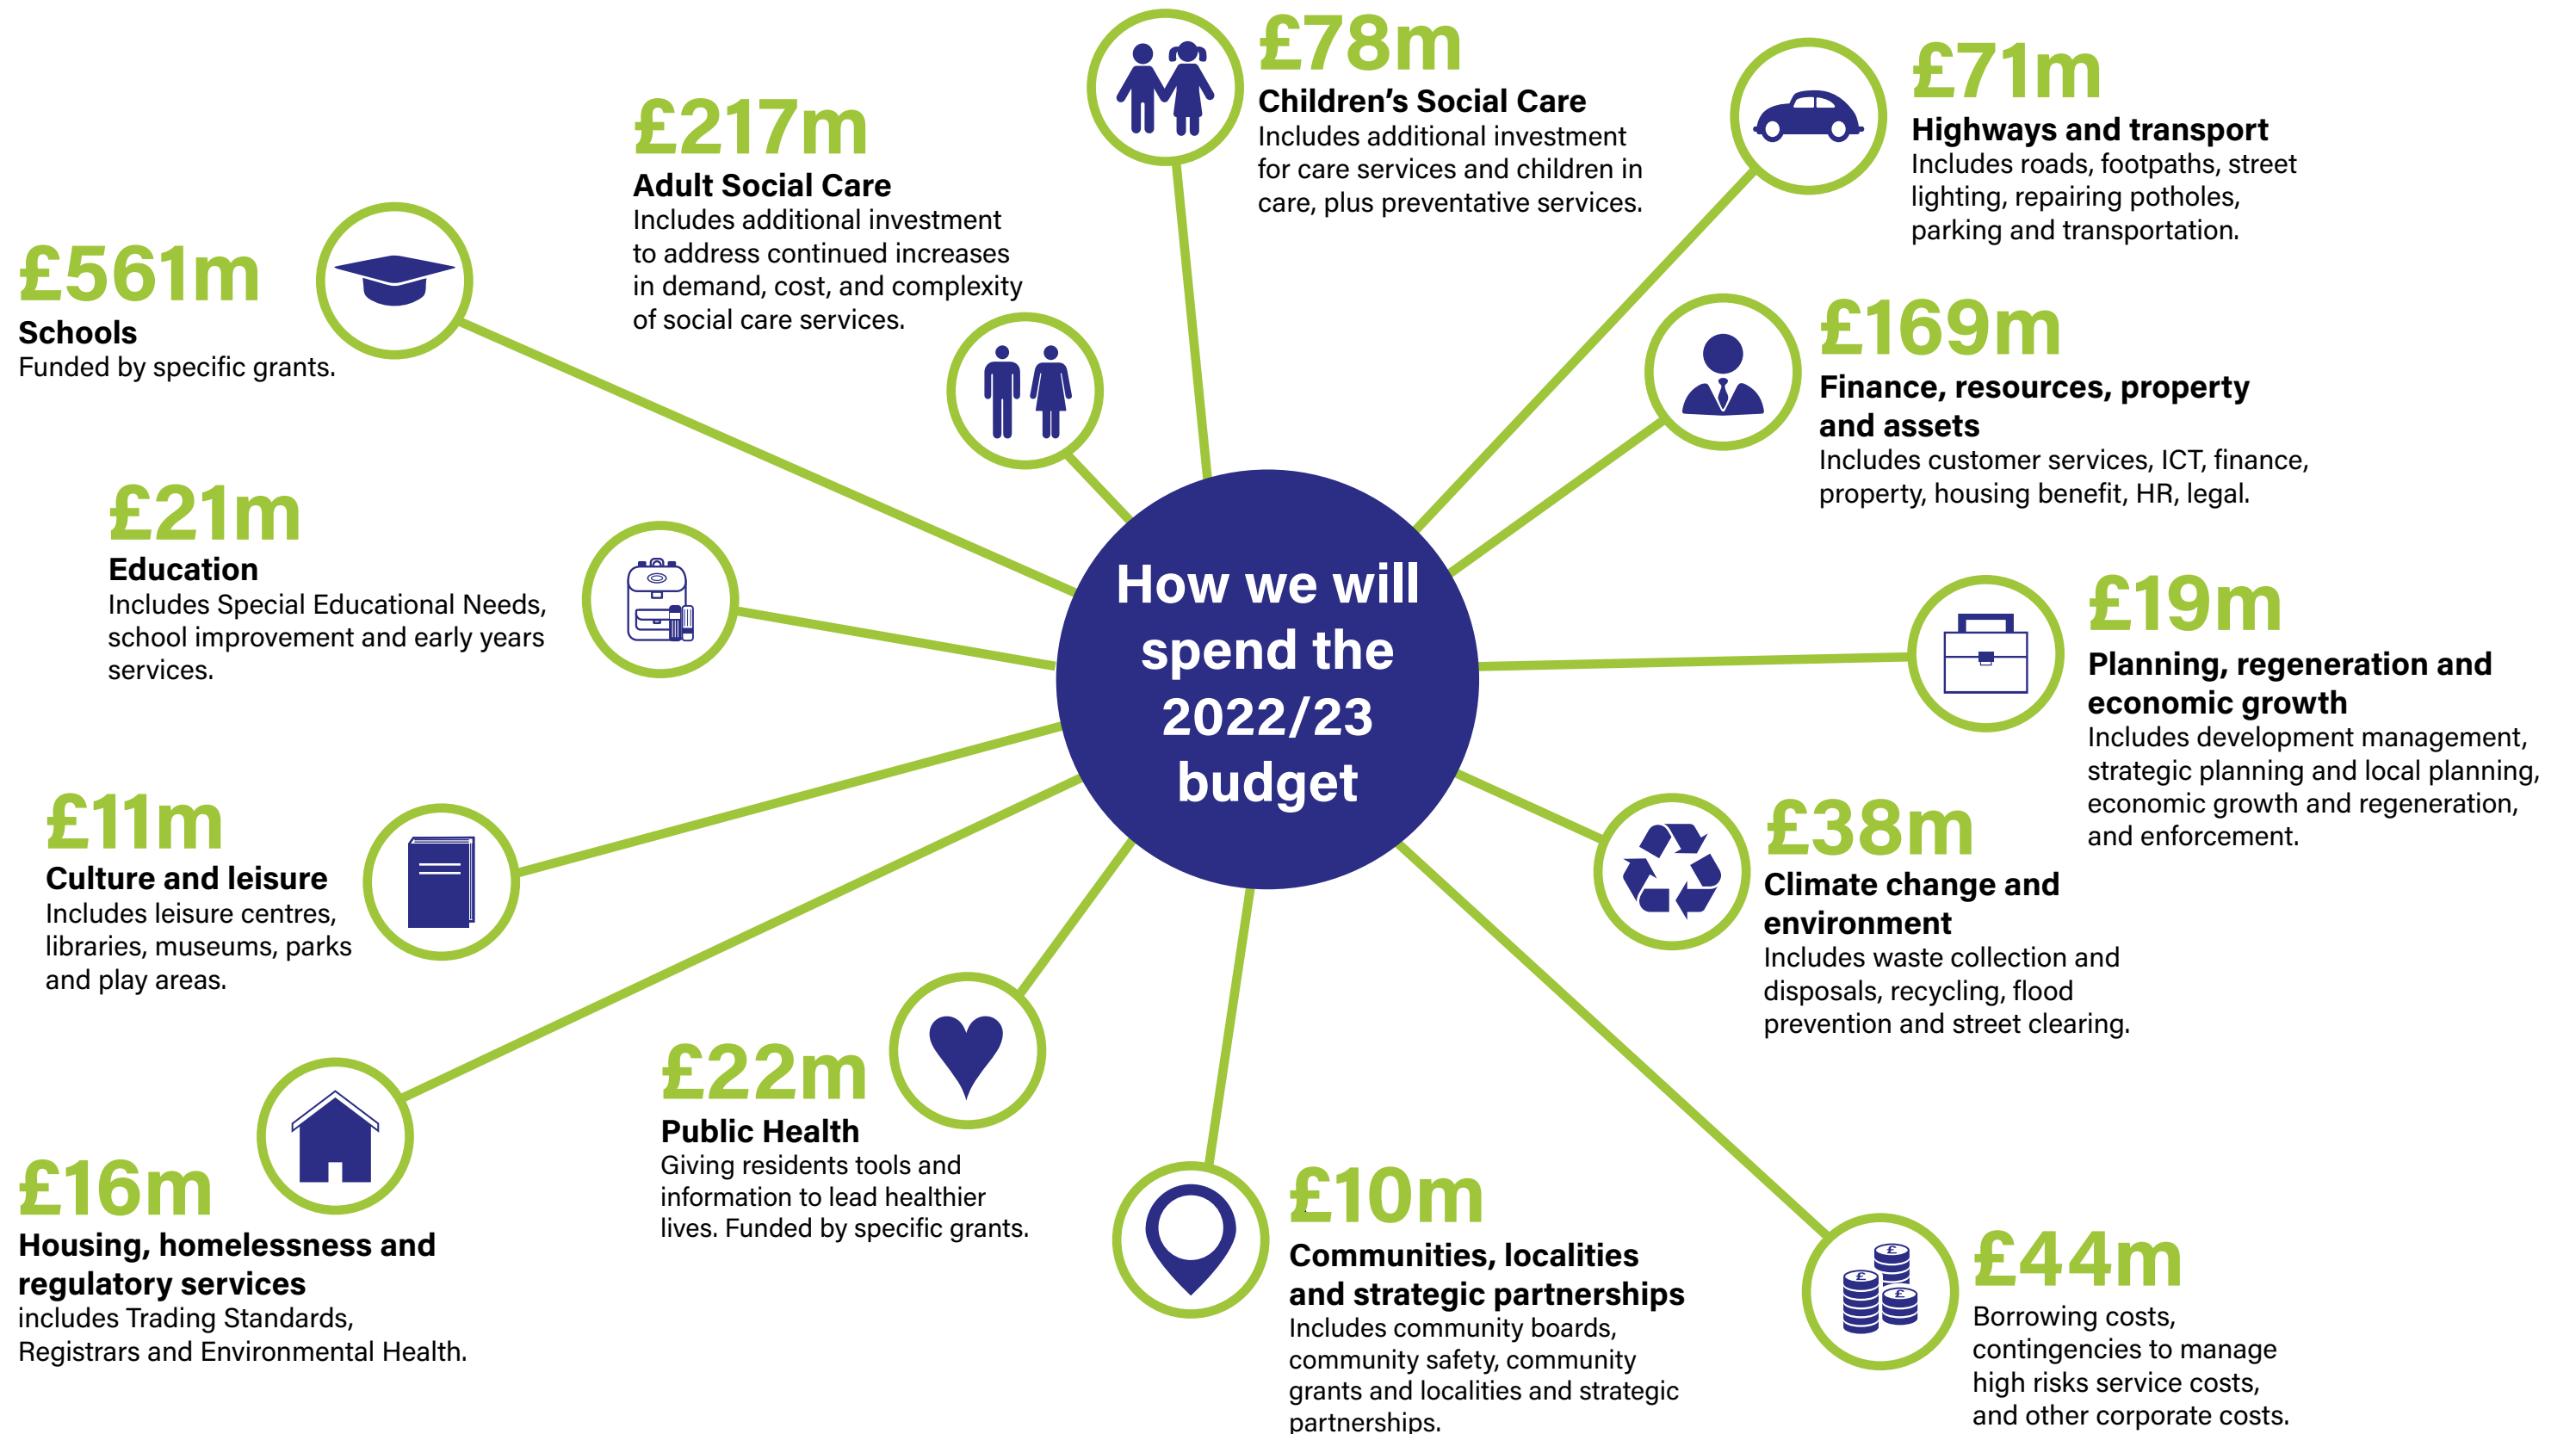 £78m
Children's Social Care
Includes additional investment
for care services and children in
care, plus preventative services.
£71m
Highways and transport
Includes roads, footpaths, street
lighting, repairing potholes,
parking and transportation.
£217m
Adult Social Care
Includes additional investment
to address continued increases
in demand, cost, and complexity
of social care services.
£561m
Schools
Funded by specific grants.
£169m
Finance, resources, property
and assets
Includes customer services, ICT, finance,
property, housing benefit, HR, legal.
£21m
Education
Includes Special Educational Needs,
school improvement and early years
services.
How we will
spend the
2022/23
budget
£19m
Planning, regeneration and
economic growth
Includes development management,
strategic planning and local planning,
economic growth and regeneration,
and enforcement.
£11m
Culture and leisure
Includes leisure centres,
libraries, museums, parks
and play areas.
£38m
Climate change and
environment
Includes waste collection and
disposals, recycling, flood
prevention and street clearing.
£22m
Public Health
Giving residents tools and
information to lead healthier
lives. Funded by specific grants.
£16m
Housing, homelessness and
regulatory services
includes Trading Standards,
Registrars and Environmental Health.
£10m
Communities, localities
and strategic partnerships
Includes community boards,
community safety, community
grants and localities and strategic
partnerships.
£
£
£
£44m
Borrowing costs,
contingencies to manage
high risks service costs,
and other corporate costs.